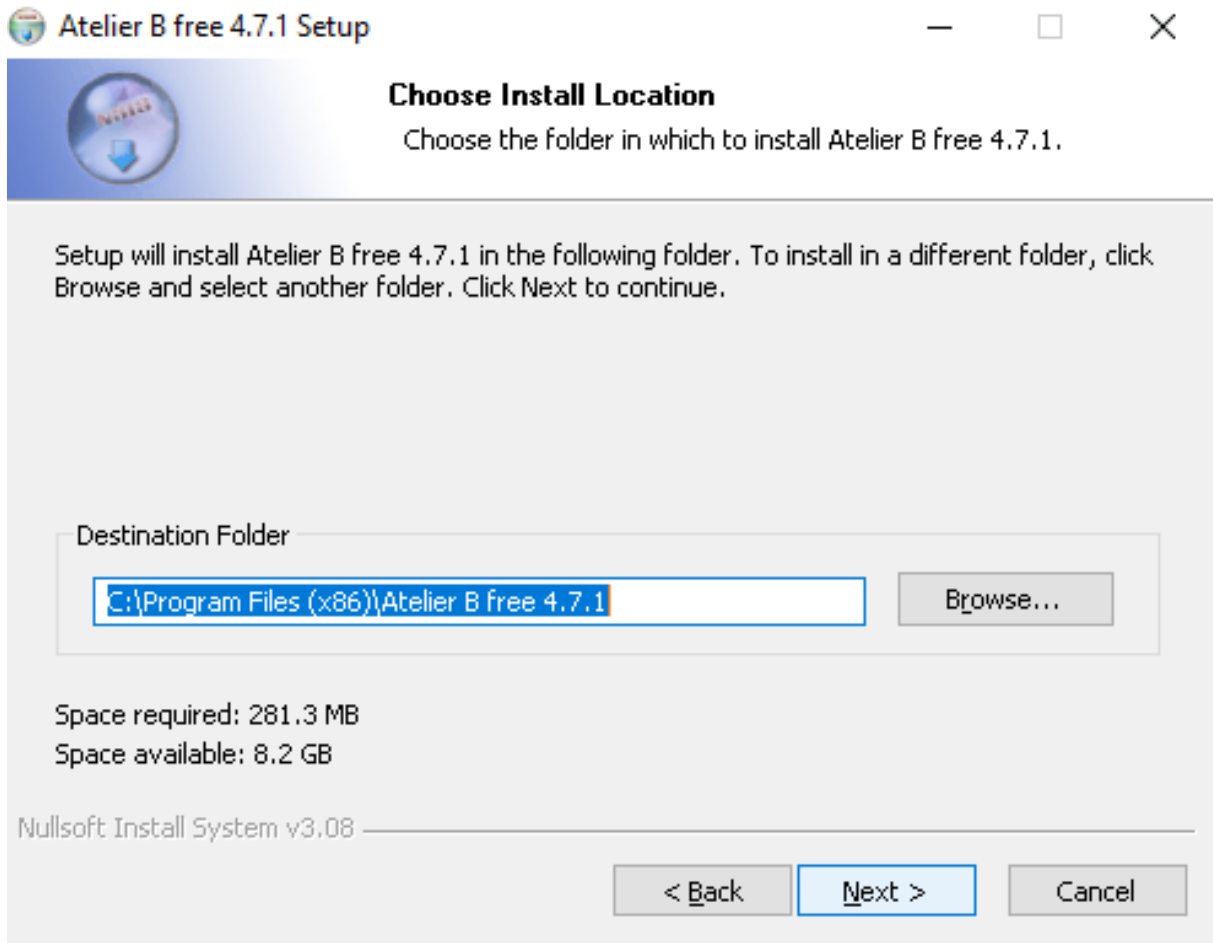 Atelier B free 4.7.1 Setup
NSIS
Choose Install Location
Choose the folder in which to install Atelier B free 4.7.1.
Setup will install Atelier B free 4.7.1 in the following folder. To install in a different folder, click
Browse and select another folder. Click Next to continue.
Destination Folder
C:\Program Files (x86)\Atelier B free 4.7.1
Browse...
Space required: 281.3 MB
Space available: 8.2 GB
Nullsoft Install System v3.08
< Back
Next >
Cancel